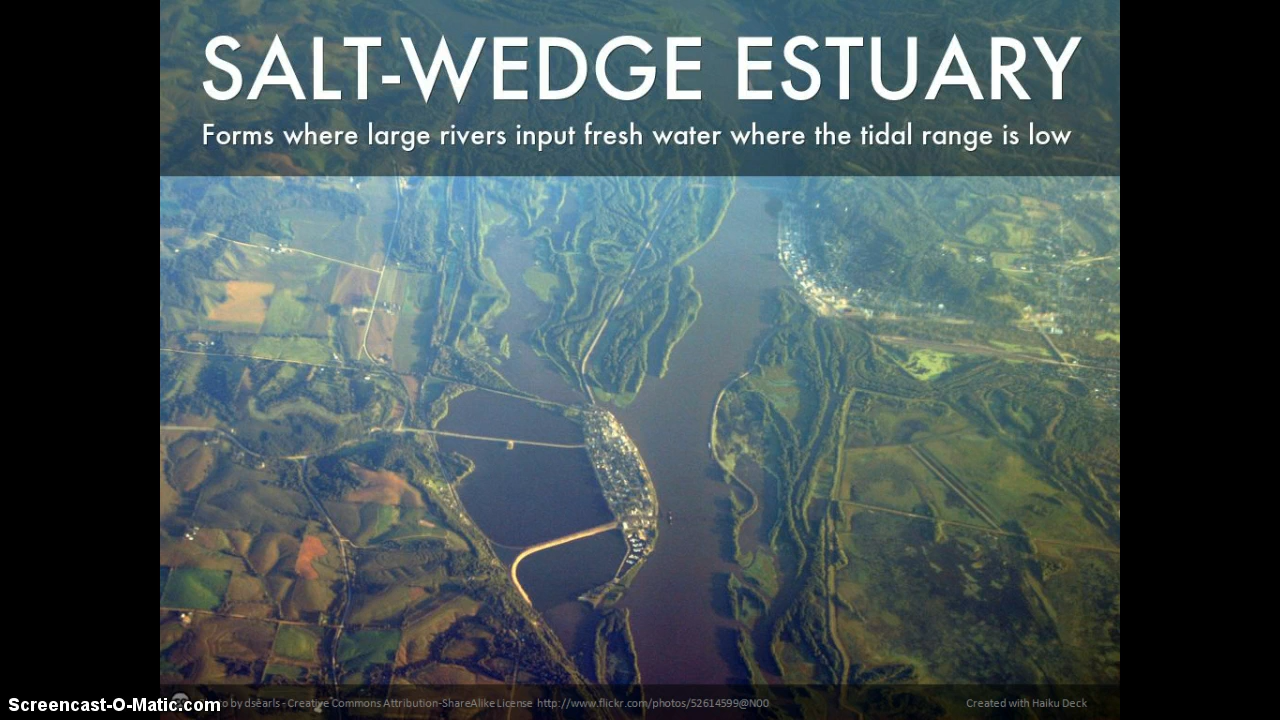 SALT-WEDGE ESTUARY
Forms where large rivers input fresh water where the tidal range is low
Screencast-O-Matic.com by dsearls - Creative Commons Attribution-ShareAlike License http://www.flickr.com/photos/52614599@N00
Created with Haiku Deck